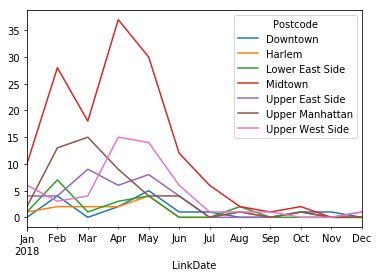 Postcode
Downtown
Harlem
Lower East Side
Midtown
Upper East Side
Upper Manhattan
Upper West Side
35
30
25
20
15
10
5
0
Jan Feb Mar Apr May Jun Jul Aug Sep Oct Nov Dec
2018
LinkDate